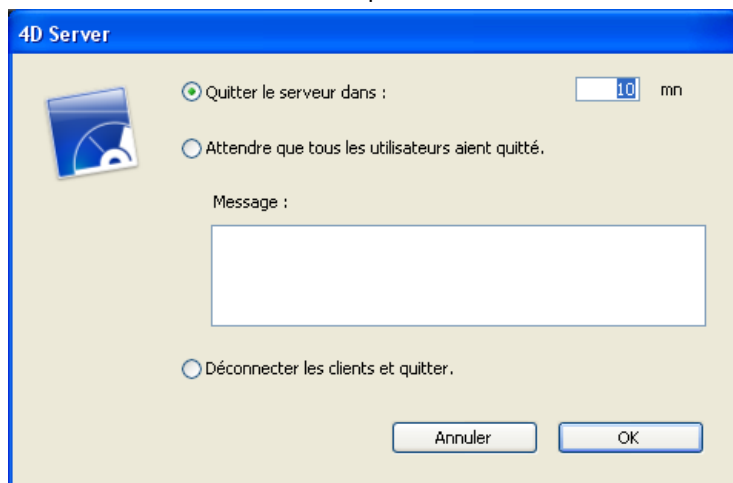 4D Server
Quitter le serveur dans : 10 mn
Attendre que tous les utilisateurs aient quitté.
Message :
Déconnecter les clients et quitter.
Annuler OK